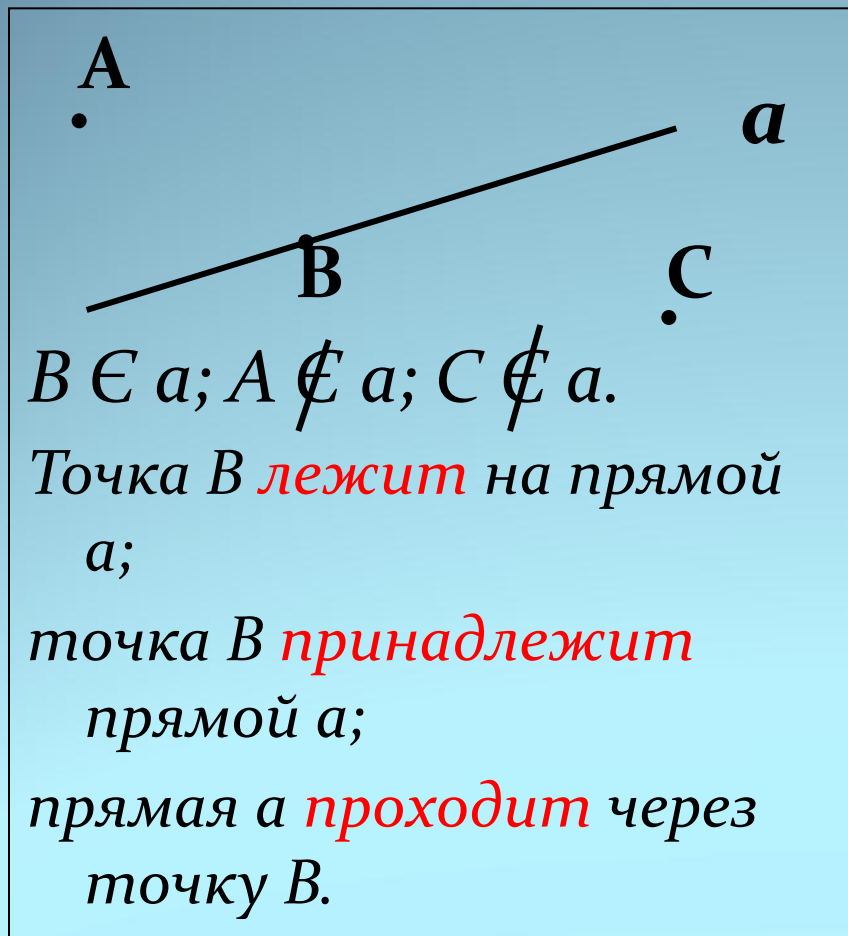 A
a
B
C
B Є a; A ∉ a; C ∉ a.
Точка В лежит на прямой
а;
точка В принадлежит
прямой а;
прямая а проходит через
точку В.